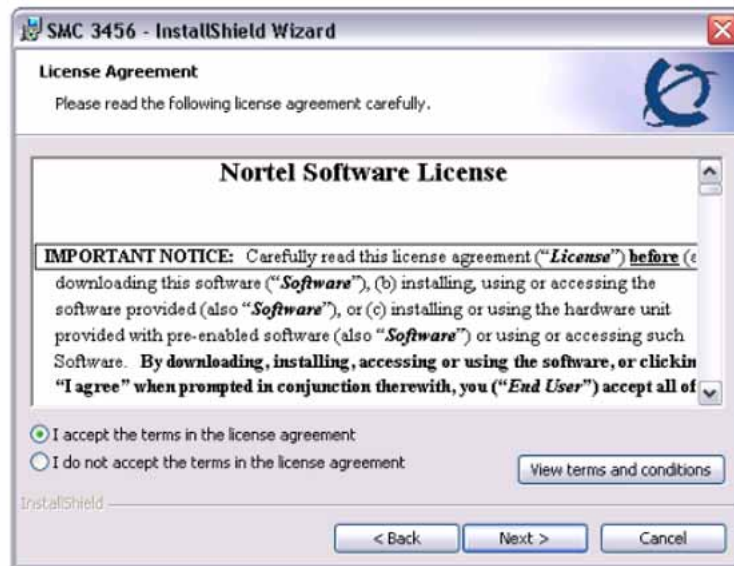 SMC 3456 - InstallShield Wizard
License Agreement
Please read the following license agreement carefully.
Nortel Software License
IMPORTANT NOTICE: Carefully read this license agreement (“License”) before (a
downloading this software (“Software”), (b) installing, using or accessing the
software provided (also “Software”), or (c) installing or using the hardware unit
provided with pre-enabled software (also “Software”) or using or accessing such
Software. By downloading, installing, accessing or using the software, or clickin
“I agree” when prompted in conjunction therewith, you (“End User”) accept all of
I accept the terms in the license agreement
I do not accept the terms in the license agreement
View terms and conditions
InstallShield
< Back
Next >
Cancel